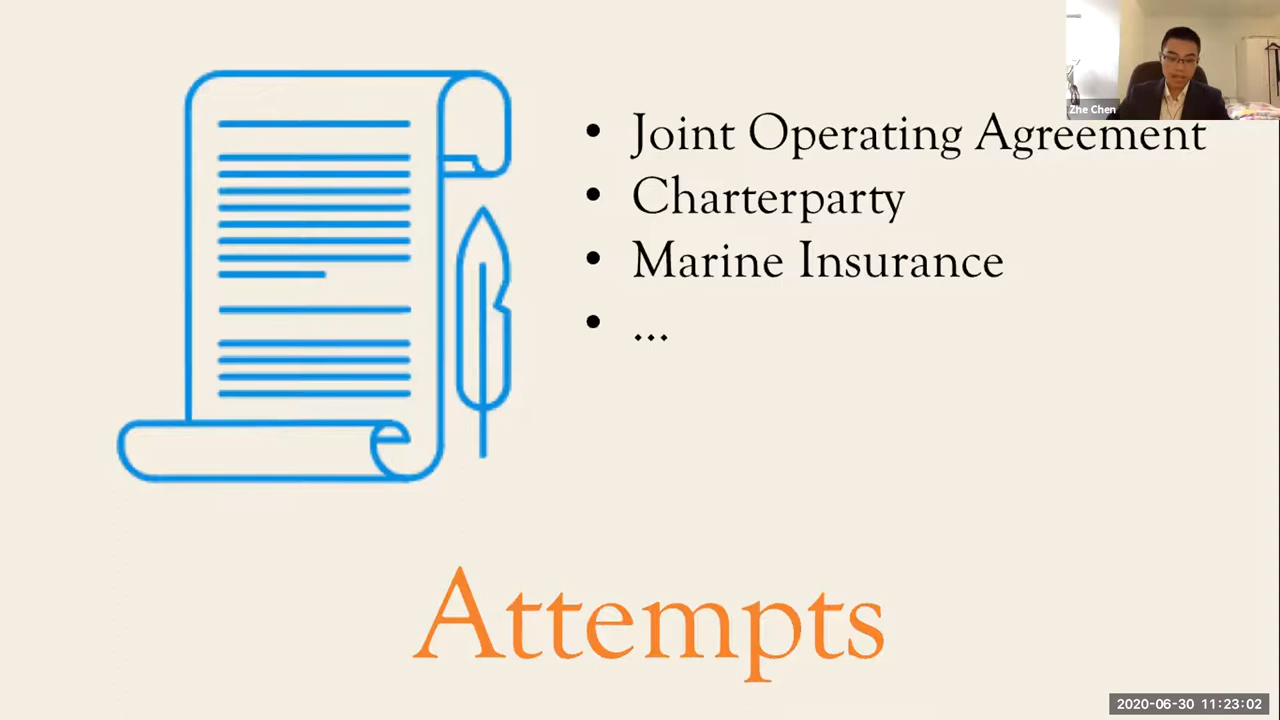 Zhe Chen
• Joint Operating Agreement
• Charterparty
• Marine Insurance
• ...
Attempts
2020-06-30 11:23:02